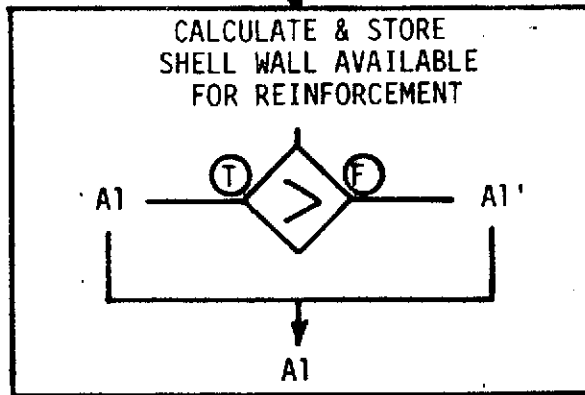 CALCULATE & STORE
SHELL WALL AVAILABLE
FOR REINFORCEMENT
T F
A1 > A1'
A1